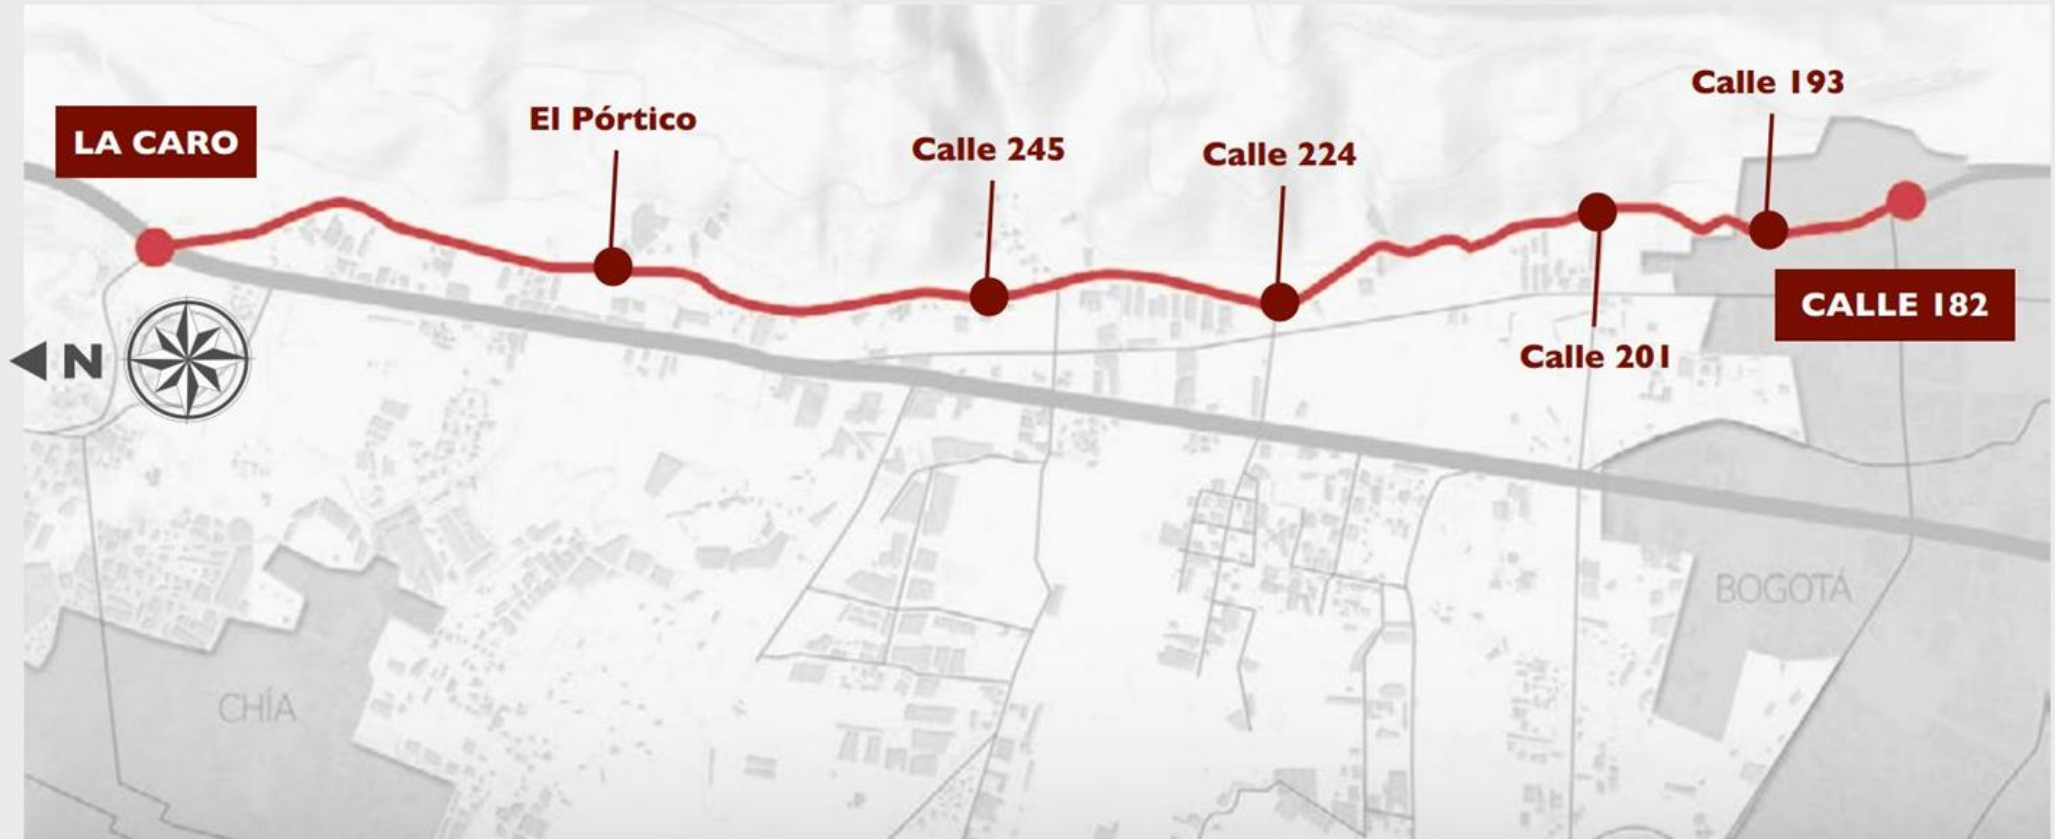 Calle 193
El Pórtico
LA CARO
Calle 245
Calle 224
CALLE 182
Calle 201
N
BOGOTÁ
CHÍA